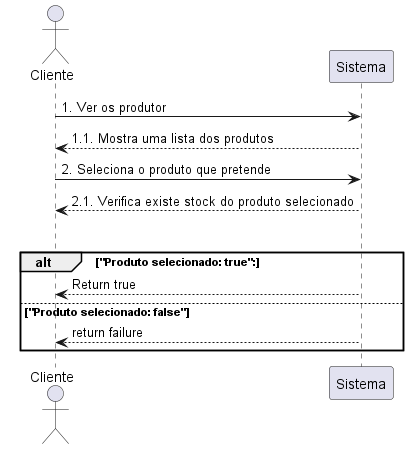 Cliente
Sistema
1. Ver os produtor
1.1. Mostra uma lista dos produtos
2. Seleciona o produto que pretende
2.1. Verifica existe stock do produto selecionado
alt ["Produto selecionado: true":]
Return true
["Produto selecionado: false"]
return failure
Cliente
Sistema